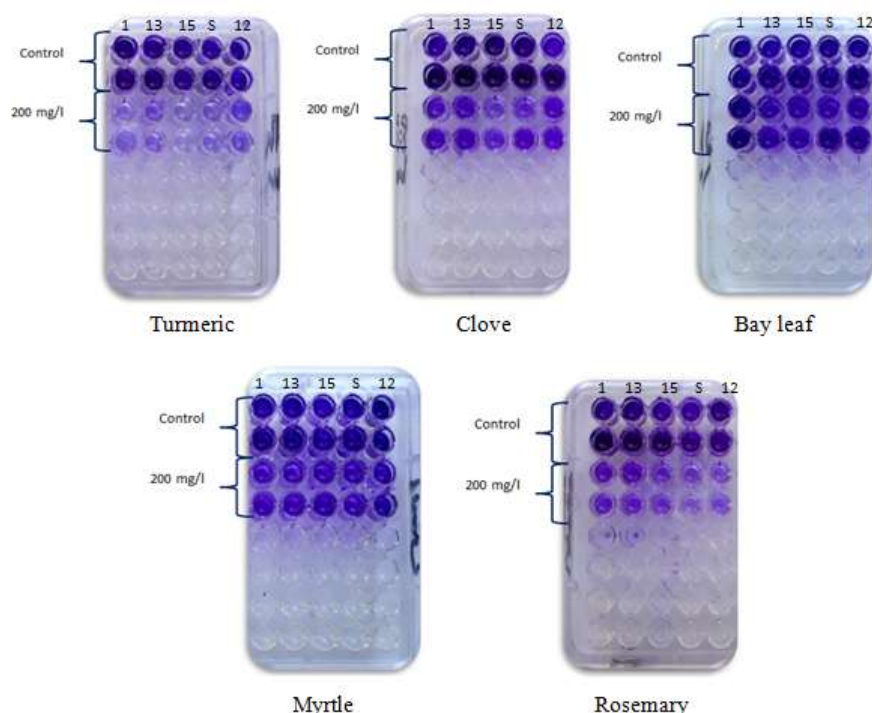 1 13 15 S 12
Control
200 mg/l
Turmeric
1 13 15 S 12
Control
200 mg/l
Clove
1 13 15 S 12
Control
200 mg/l
Bay leaf
1 13 15 S 12
Control
200 mg/l
Myrtle
1 13 15 S 12
Control
200 mg/l
Rosemary